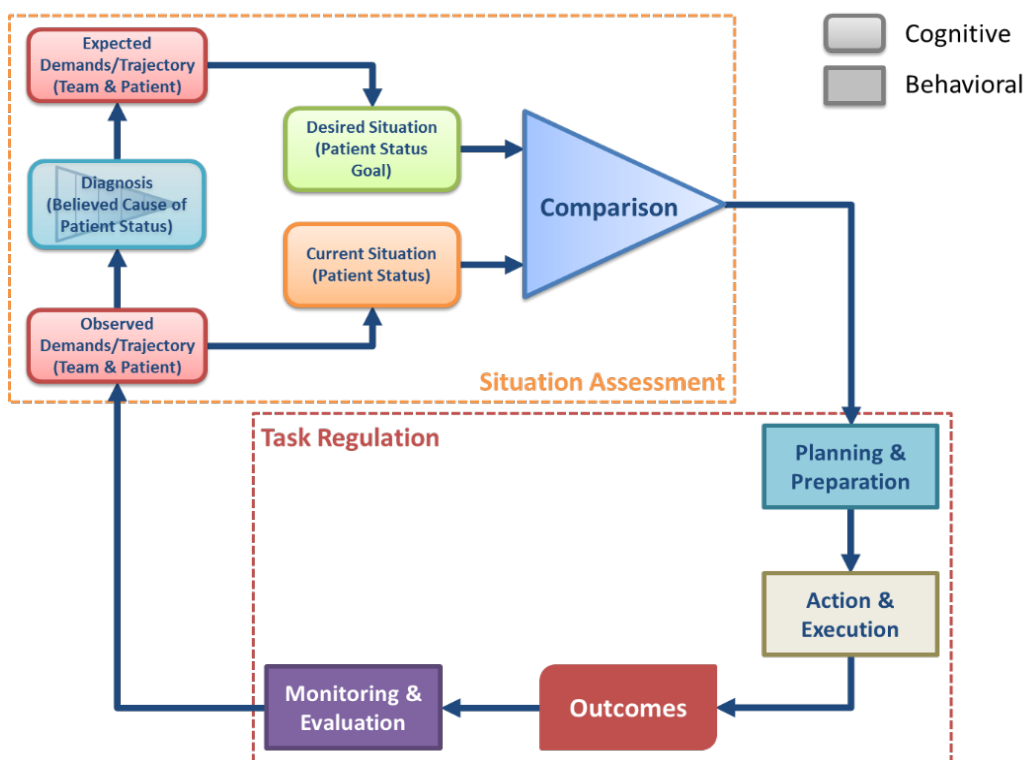 Cognitive
Behavioral
Expected
Demands/Trajectory
(Team & Patient)
Desired Situation
(Patient Status
Goal)
Diagnosis
(Believed Cause of
Patient Status)
Comparison
Current Situation
(Patient Status)
Observed
Demands/Trajectory
(Team & Patient)
Situation Assessment
Task Regulation
Planning &
Preparation
Action &
Execution
Outcomes
Monitoring &
Evaluation